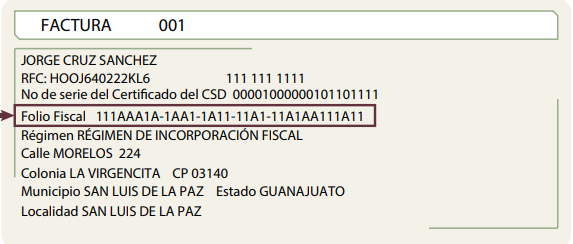 FACTURA 001
JORGE CRUZ SANCHEZ
RFC: HOOJ640222KL6 111 111 1111
No de serie del Certificado del CSD 00001000000101101111
Folio Fiscal 111AAA1A-1AA1-1A11-11A1-11A1AA111A11
Régimen RÉGIMEN DE INCORPORACIÓN FISCAL
Calle MORELOS 224
Colonia LA VIRGENCITA CP 03140
Municipio SAN LUIS DE LA PAZ Estado GUANAJUATO
Localidad SAN LUIS DE LA PAZ